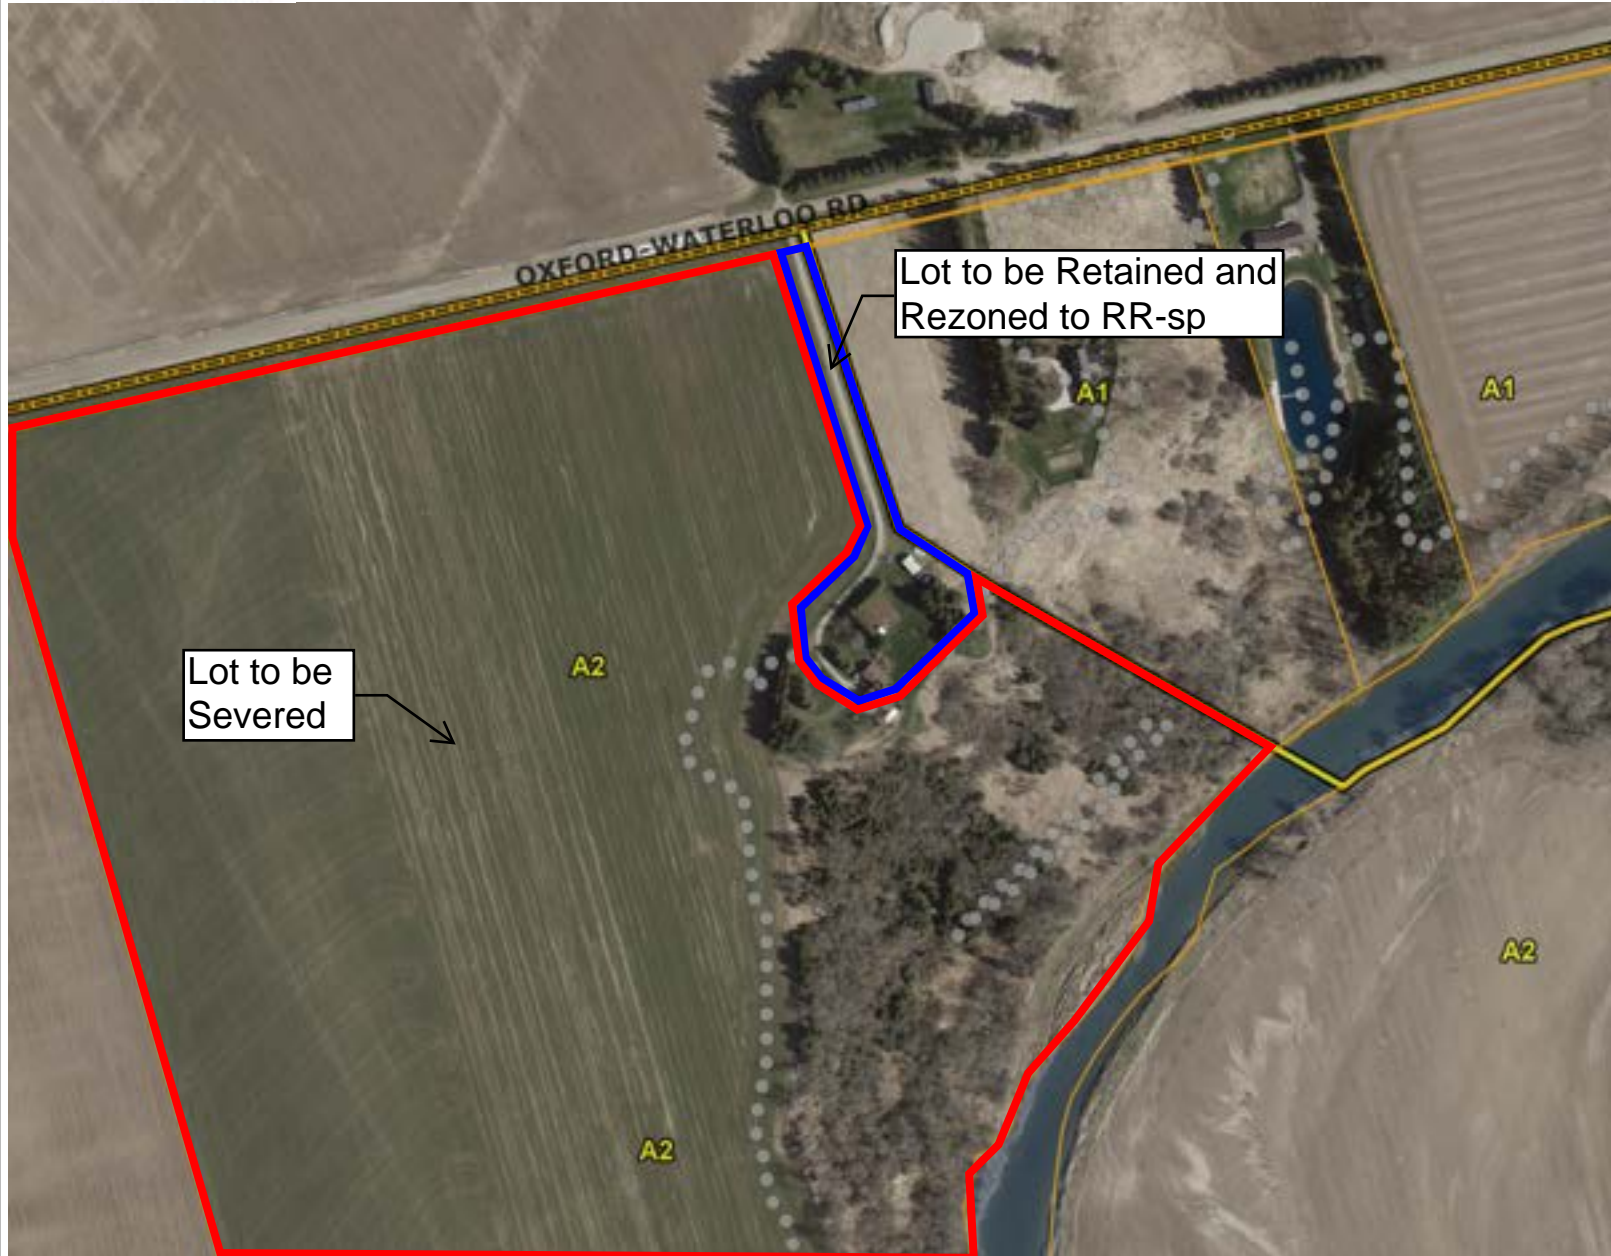 OXFORD-WATERLOO RD
Lot to be Retained and
Rezoned to RR-sp
A1
A1
Lot to be
Severed
A2
A2
A2